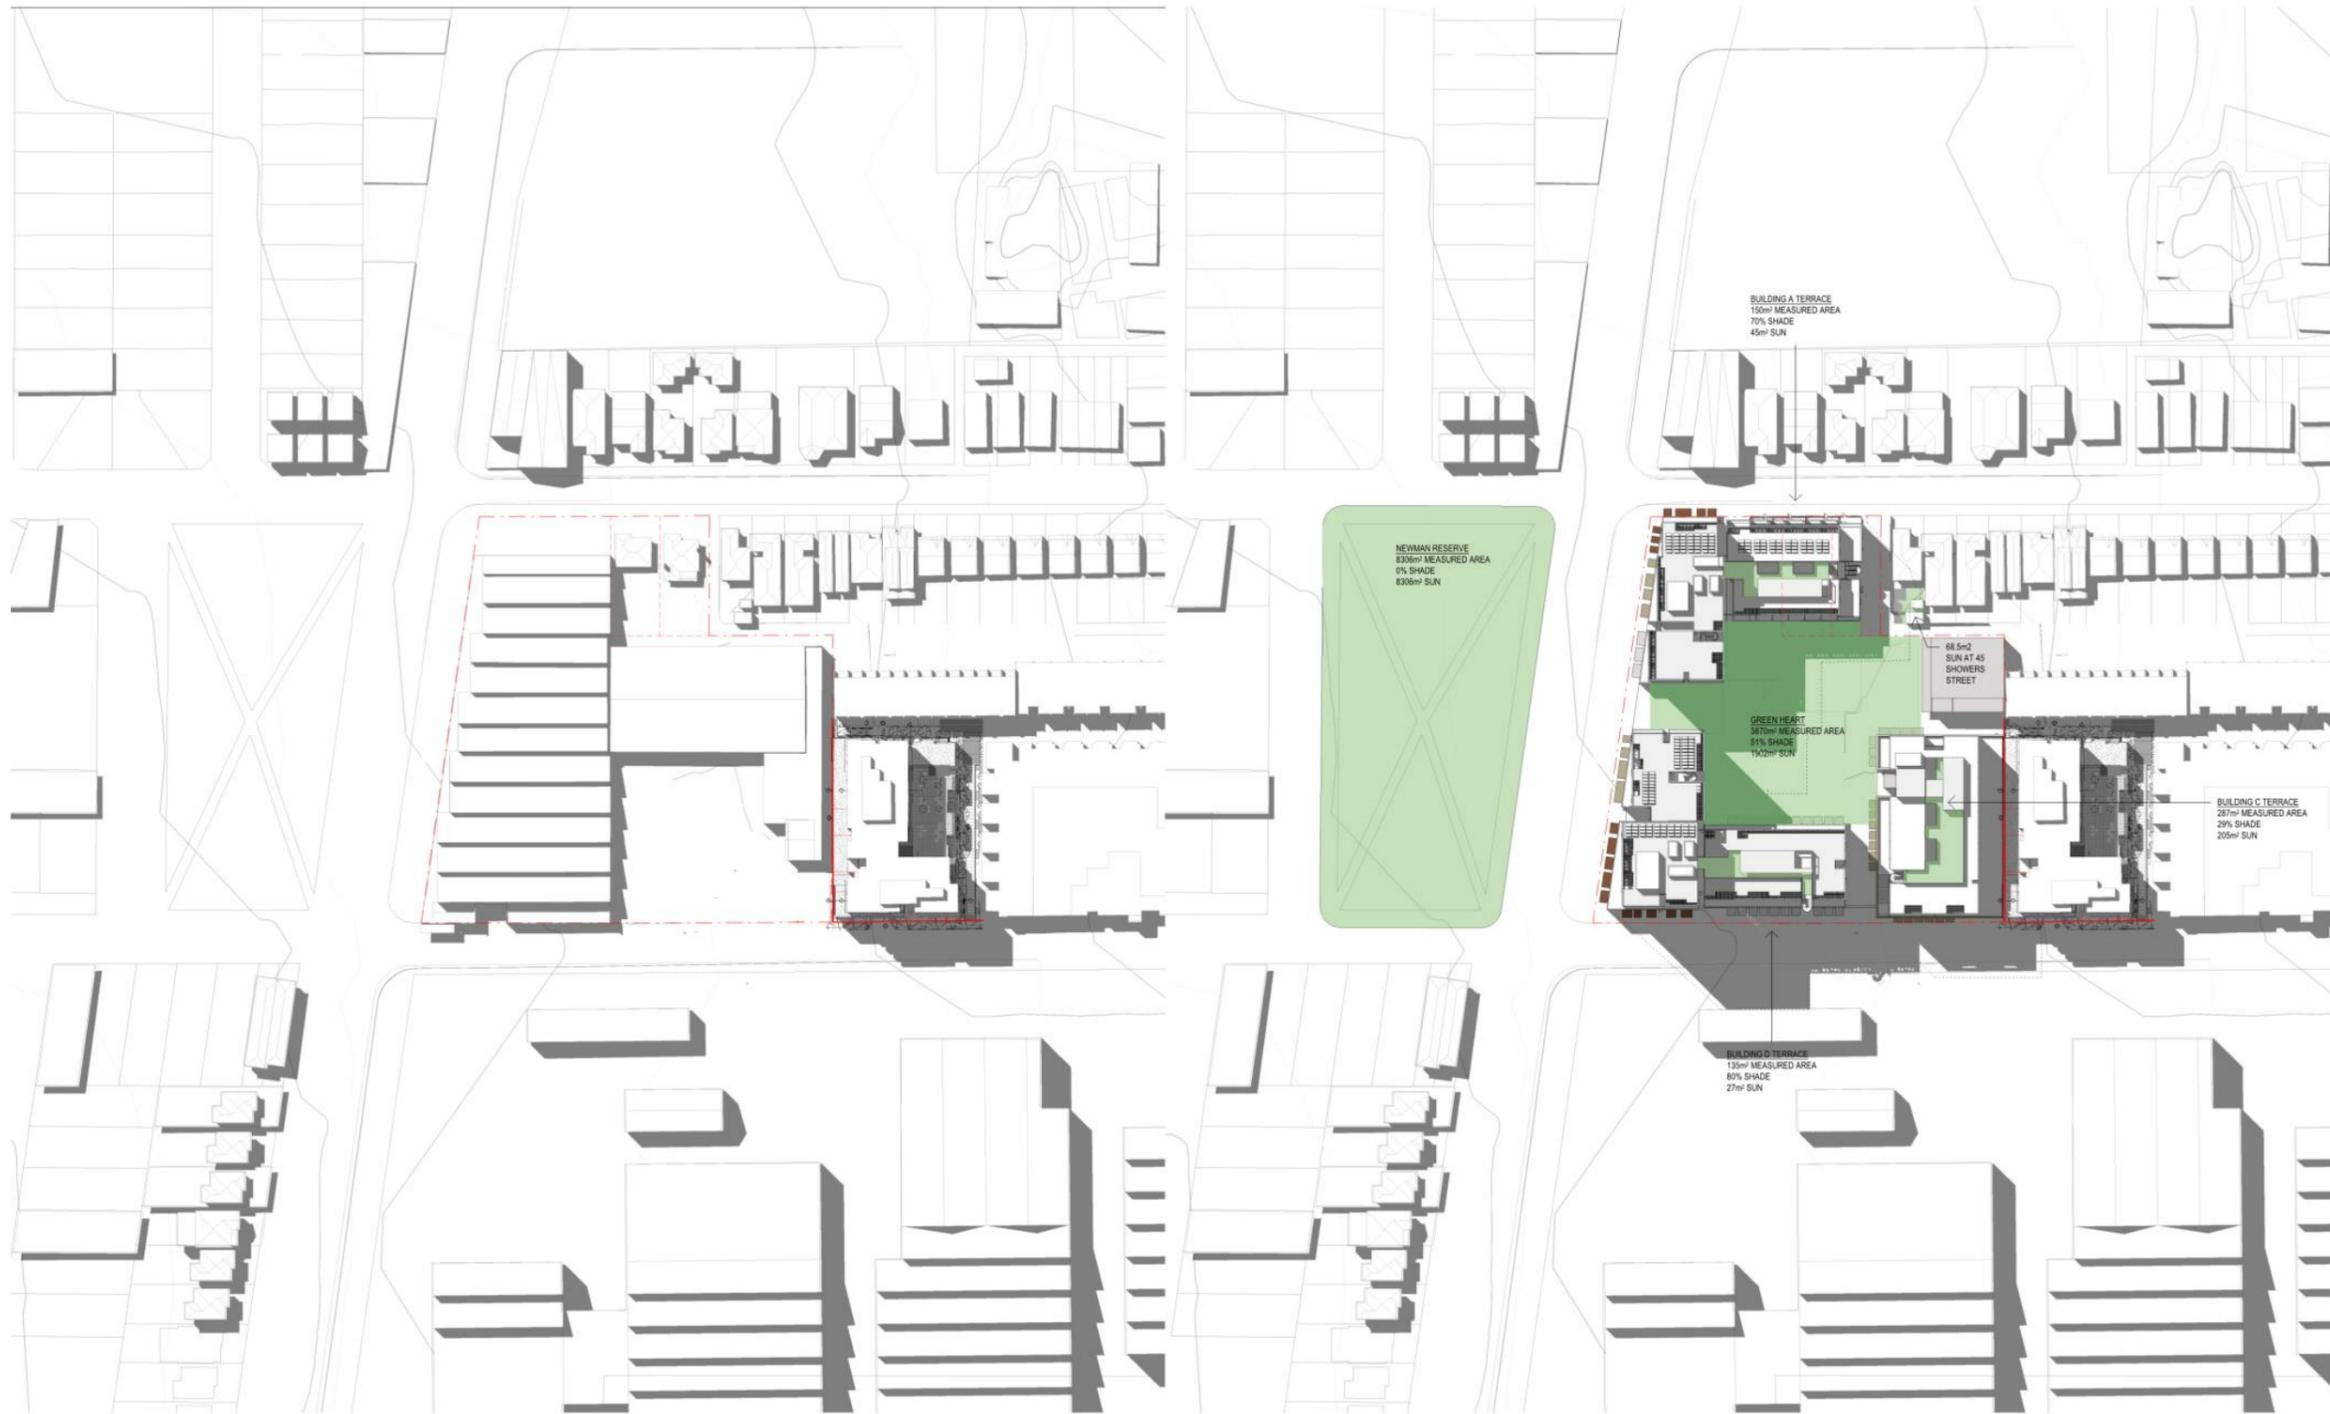 BUILDING A TERRACE
150m² MEASURED AREA
70% SHADE
45m² SUN
NEWMAN RESERVE
8306m² MEASURED AREA
0% SHADE
8306m² SUN
68.5m2
SUN AT 45
SHOWERS
STREET
GREEN HEART
3870m² MEASURED AREA
51% SHADE
1902m² SUN
BUILDING C TERRACE
287m² MEASURED AREA
29% SHADE
205m² SUN
BUILDING D TERRACE
135m² MEASURED AREA
80% SHADE
27m² SUN